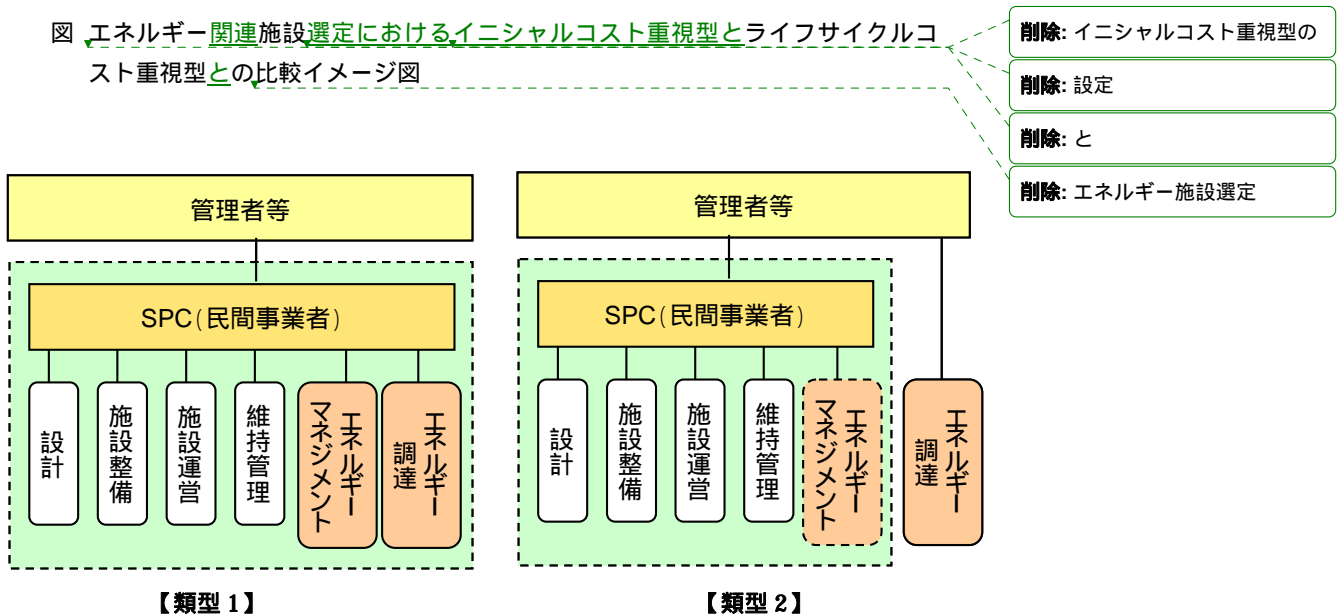 図 エネルギー関連施設選定におけるイニシャルコスト重視型とライフサイクルコ
スト重視型との比較イメージ図
削除: イニシャルコスト重視型の
削除: 設定
削除: と
削除: エネルギー施設選定
管理者等
SPC(民間事業者)
設計
施設整備
施設運営
維持管理
エネルギー
マネジメント
エネルギー
調達
【類型 1】
管理者等
SPC(民間事業者)
設計
施設整備
施設運営
維持管理
エネルギー
マネジメント
エネルギー
調達
【類型 2】